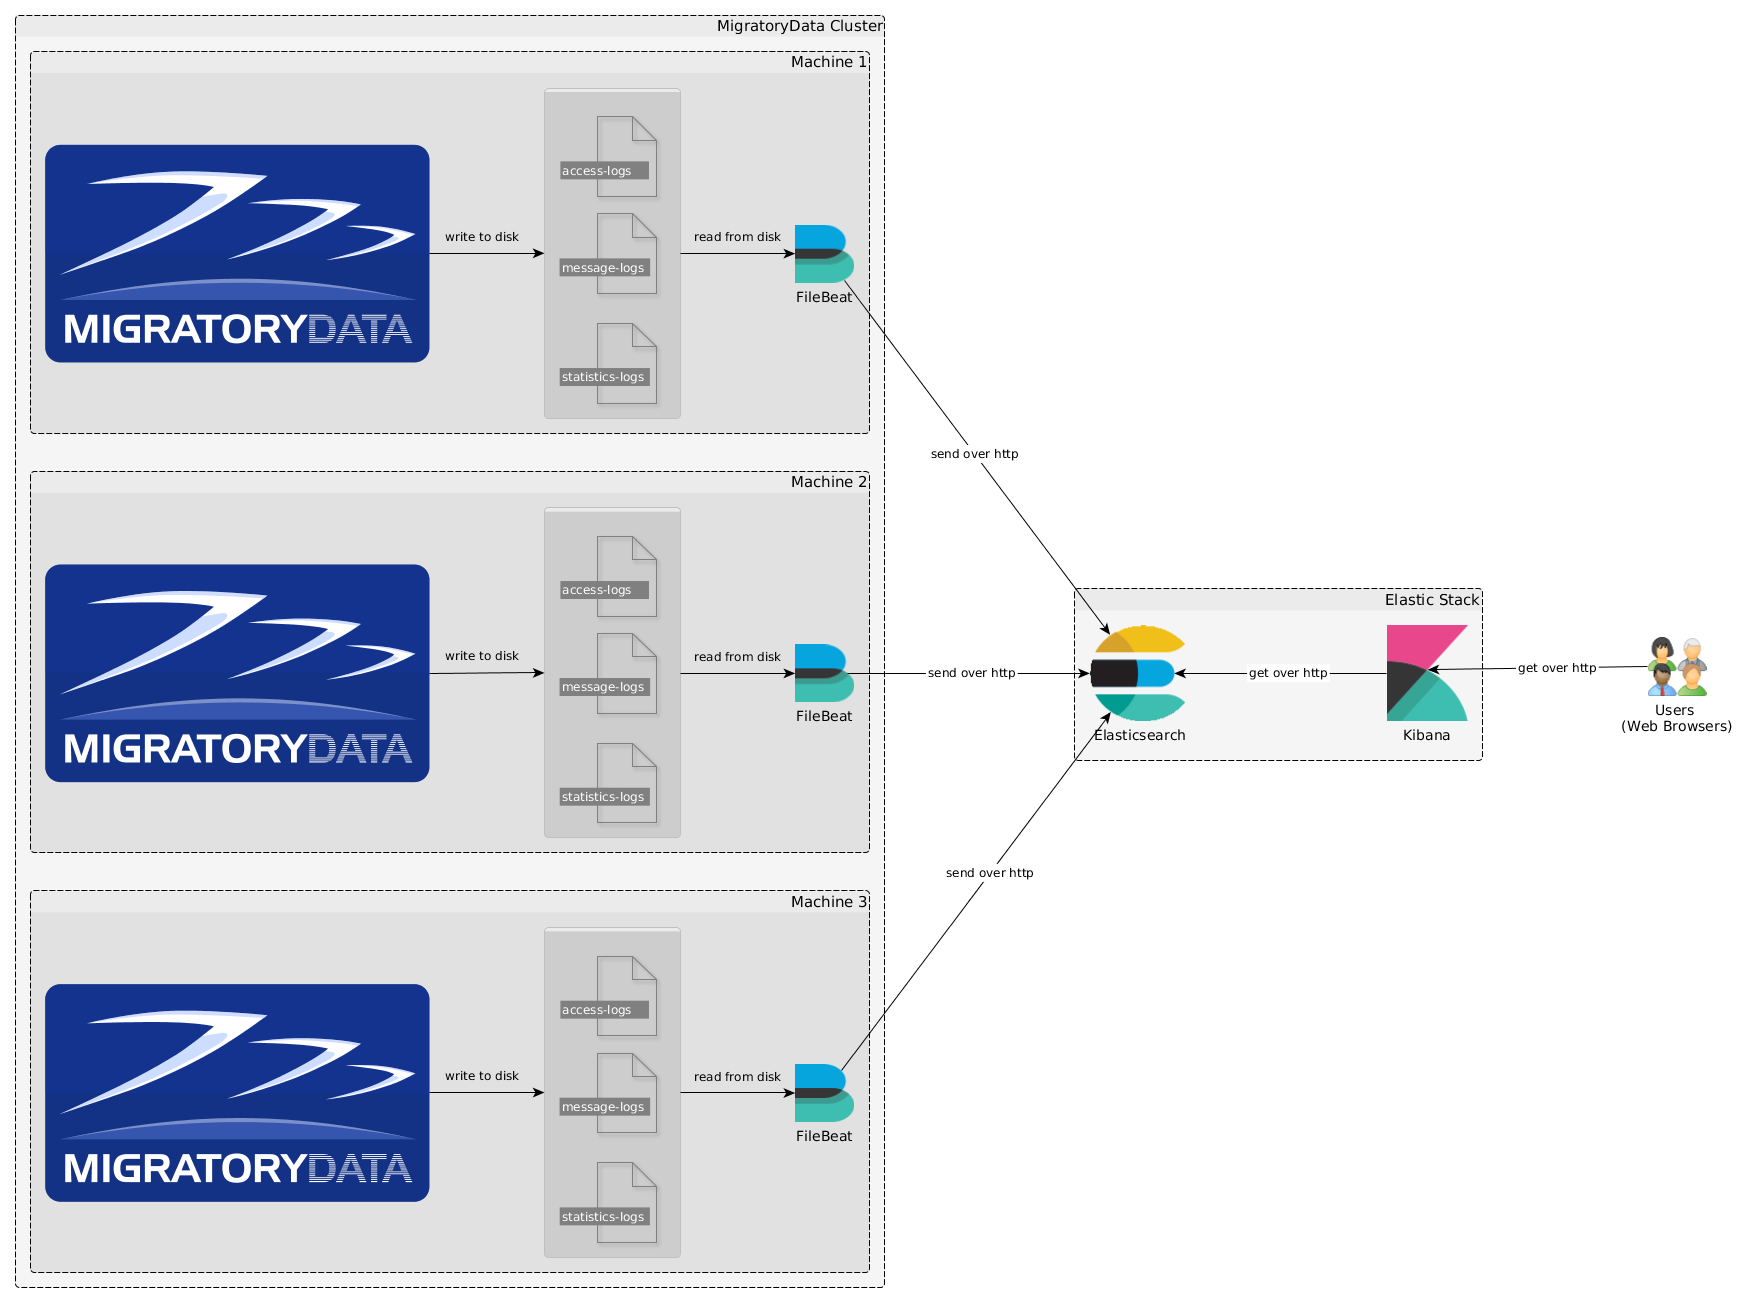 MigratoryData Cluster
Machine 1
MIGRATORYDATA
write to disk
access-logs
message-logs
statistics-logs
read from disk
FileBeat
send over http
Machine 2
MIGRATORYDATA
write to disk
access-logs
message-logs
statistics-logs
read from disk
FileBeat
send over http
Machine 3
MIGRATORYDATA
write to disk
access-logs
message-logs
statistics-logs
read from disk
FileBeat
send over http
Elastic Stack
Elasticsearch
get over http
Kibana
get over http
Users
(Web Browsers)